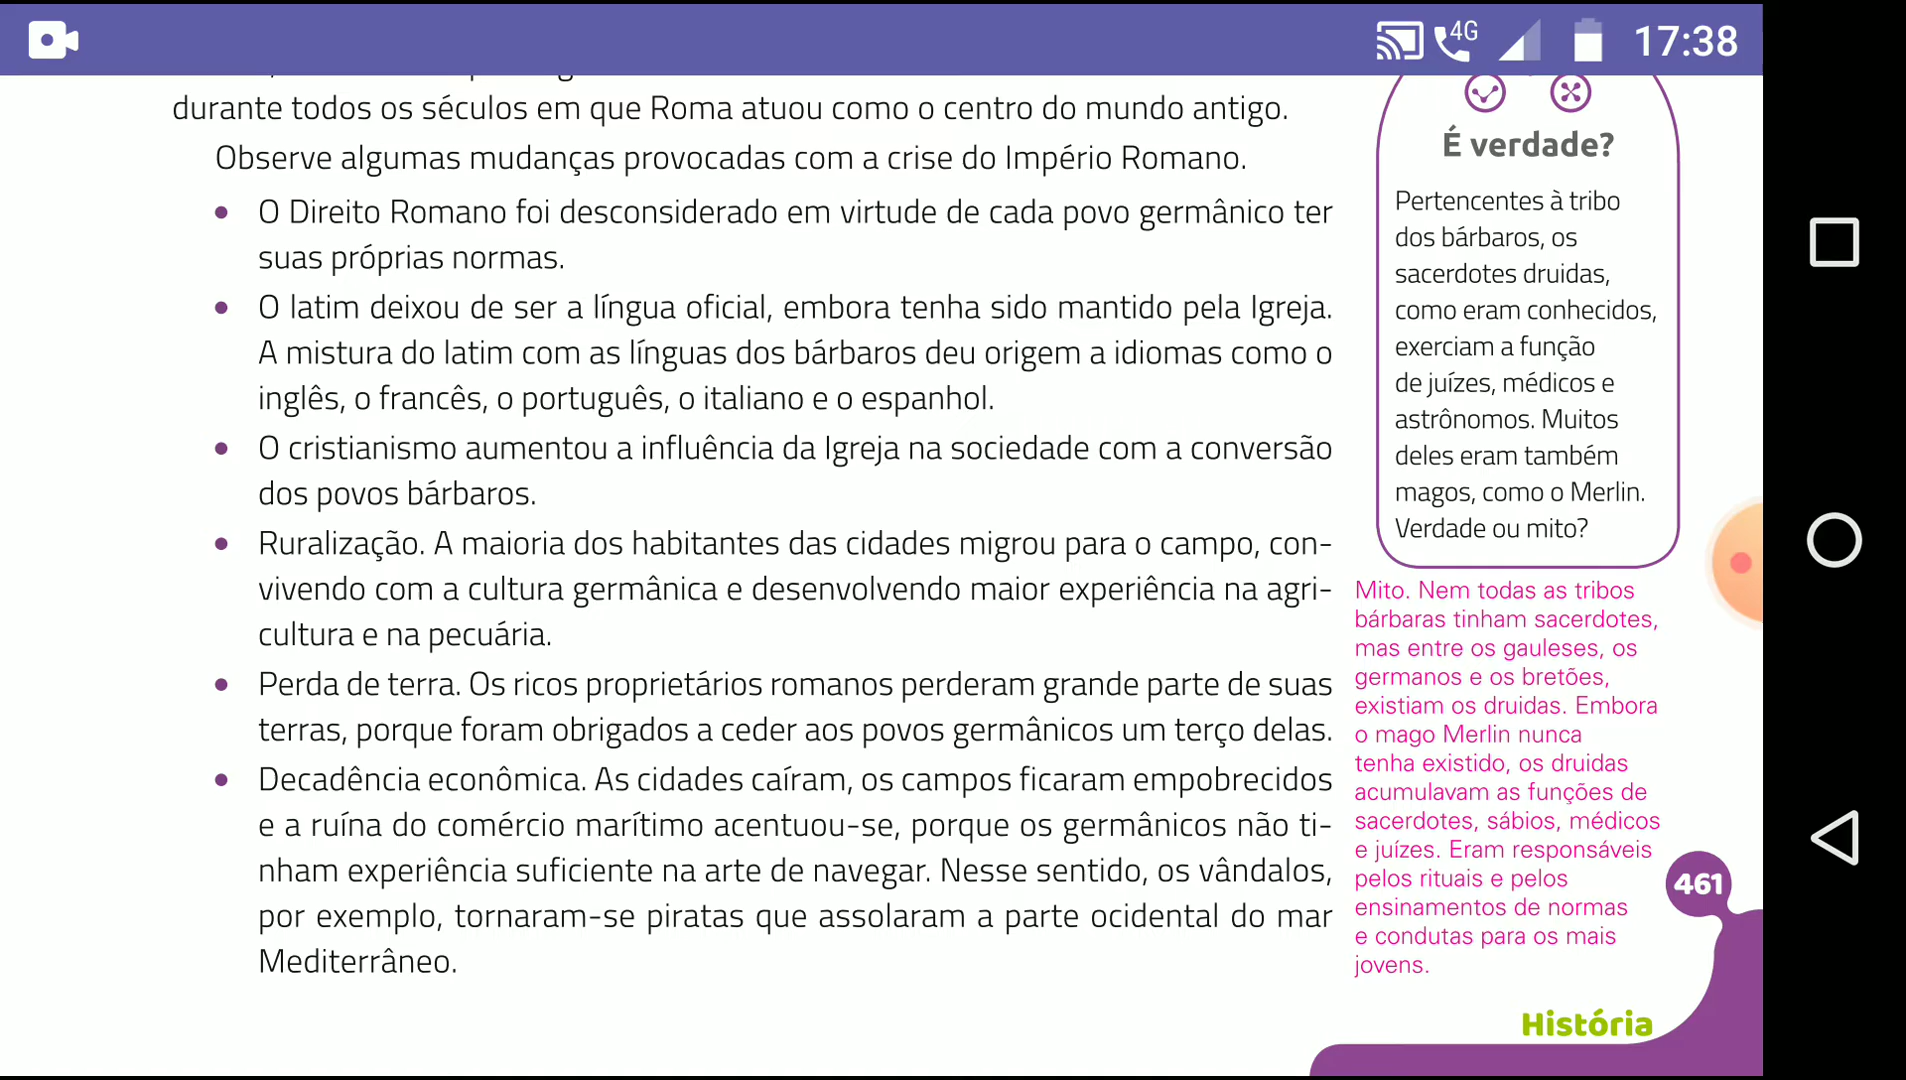 4G
17:38
durante todos os séculos em que Roma atuou como o centro do mundo antigo.
Observe algumas mudanças provocadas com a crise do Império Romano.
• O Direito Romano foi desconsiderado em virtude de cada povo germânico ter
suas próprias normas.
• O latim deixou de ser a língua oficial, embora tenha sido mantido pela Igreja.
A mistura do latim com as línguas dos bárbaros deu origem a idiomas como o
inglês, o francês, o português, o italiano e o espanhol.
• O cristianismo aumentou a influência da Igreja na sociedade com a conversão
dos povos bárbaros.
• Ruralização. A maioria dos habitantes das cidades migrou para o campo, con-
vivendo com a cultura germânica e desenvolvendo maior experiência na agri-
cultura e na pecuária.
• Perda de terra. Os ricos proprietários romanos perderam grande parte de suas
terras, porque foram obrigados a ceder aos povos germânicos um terço delas.
• Decadência econômica. As cidades caíram, os campos ficaram empobrecidos
e a ruína do comércio marítimo acentuou-se, porque os germânicos não ti-
nham experiência suficiente na arte de navegar. Nesse sentido, os vândalos,
por exemplo, tornaram-se piratas que assolaram a parte ocidental do mar
Mediterrâneo.
É verdade?
Pertencentes à tribo
dos bárbaros, os
sacerdotes druidas,
como eram conhecidos,
exerciam a função
de juízes, médicos e
astrônomos. Muitos
deles eram também
magos, como o Merlin.
Verdade ou mito?
Mito. Nem todas as tribos
bárbaras tinham sacerdotes,
mas entre os gauleses, os
germanos e os bretões,
existiam os druidas. Embora
o mago Merlin nunca
tenha existido, os druidas
acumulavam as funções de
sacerdotes, sábios, médicos
e juízes. Eram responsáveis
pelos rituais e pelos
ensinamentos de normas
e condutas para os mais
jovens.
461
História